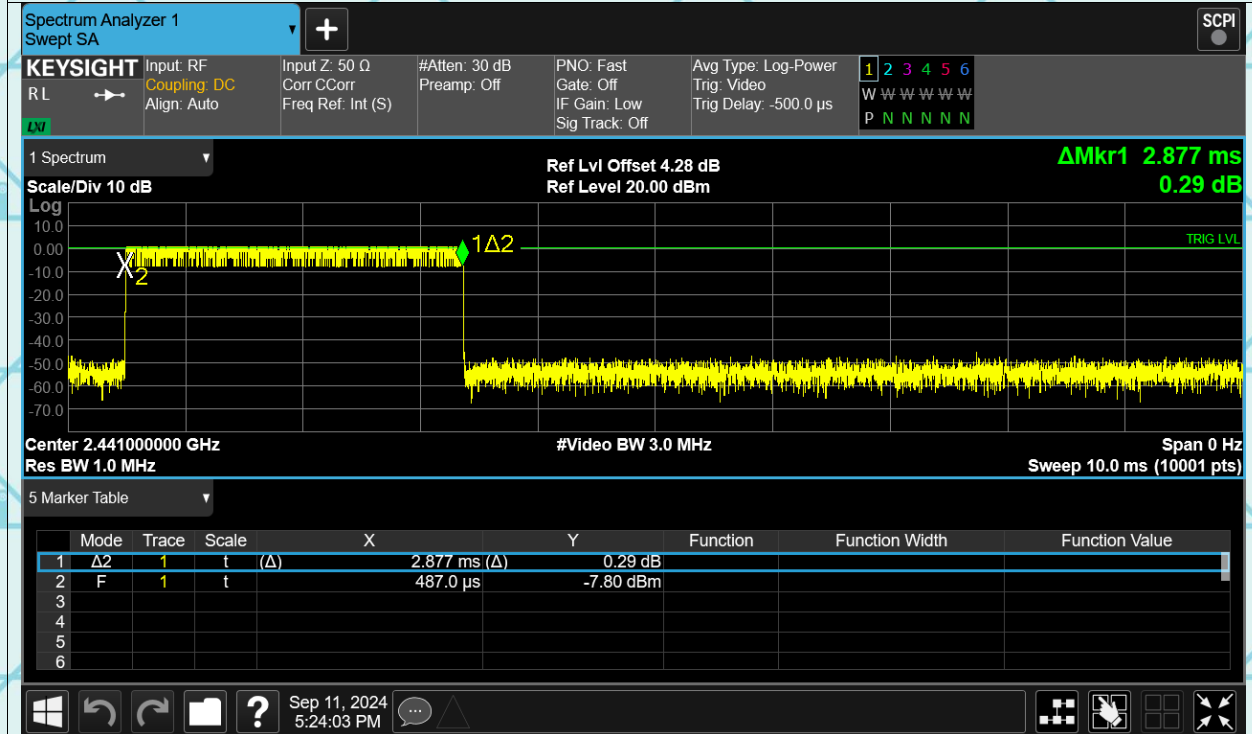 Spectrum Analyzer 1
Swept SA
+
SCPI
KEYSIGHT Input: RF Input Z: 50 Ω #Atten: 30 dB PNO: Fast Avg Type: Log-Power 1 2 3 4 5 6
RL Coupling: DC Corr CCorr Preamp: Off Gate: Off Trig: Video W W W W W W
Align: Auto Freq Ref: Int (S) IF Gain: Low Trig Delay: -500.0 µs P N N N N N
LXI Sig Track: Off
1 Spectrum
Ref Lvl Offset 4.28 dB ΔMkr1 2.877 ms
Scale/Div 10 dB Ref Level 20.00 dBm 0.29 dB
Log
10.0
0.00
-10.0
-20.0
-30.0
-40.0
-50.0
-60.0
-70.0
1Δ2
TRIG LVL
X2
Center 2.441000000 GHz #Video BW 3.0 MHz Span 0 Hz
Res BW 1.0 MHz Sweep 10.0 ms (10001 pts)
5 Marker Table
Mode Trace Scale X Y Function Function Width Function Value
1 Δ2 1 t (Δ) 2.877 ms (Δ) 0.29 dB
2 F 1 t 487.0 µs -7.80 dBm
3
4
5
6
?
Sep 11, 2024
5:24:03 PM